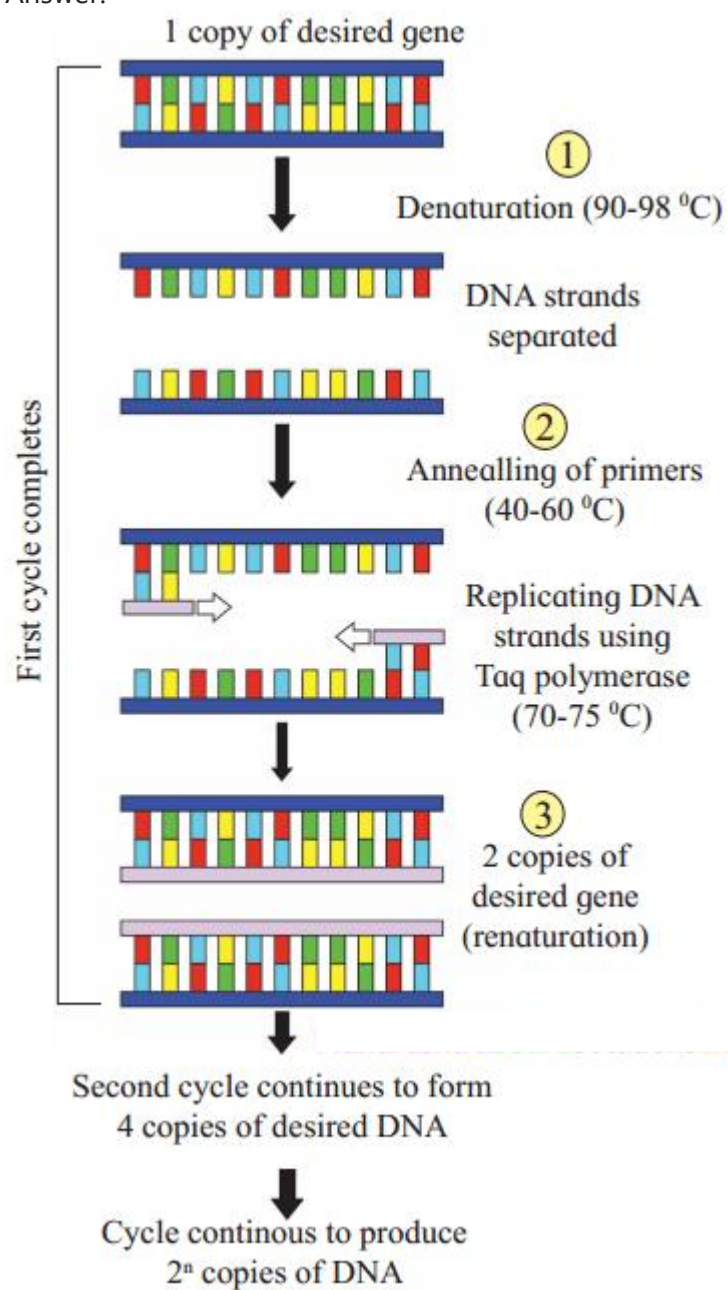 Answer:
1 copy of desired gene
1
Denaturation (90-98 ⁰C)
DNA strands
separated
2
Annealling of primers
(40-60 ⁰C)
Replicating DNA
strands using
Taq polymerase
(70-75 ⁰C)
3
2 copies of
desired gene
(renaturation)
First cycle completes
Second cycle continues to form
4 copies of desired DNA
Cycle continous to produce
2ⁿ copies of DNA